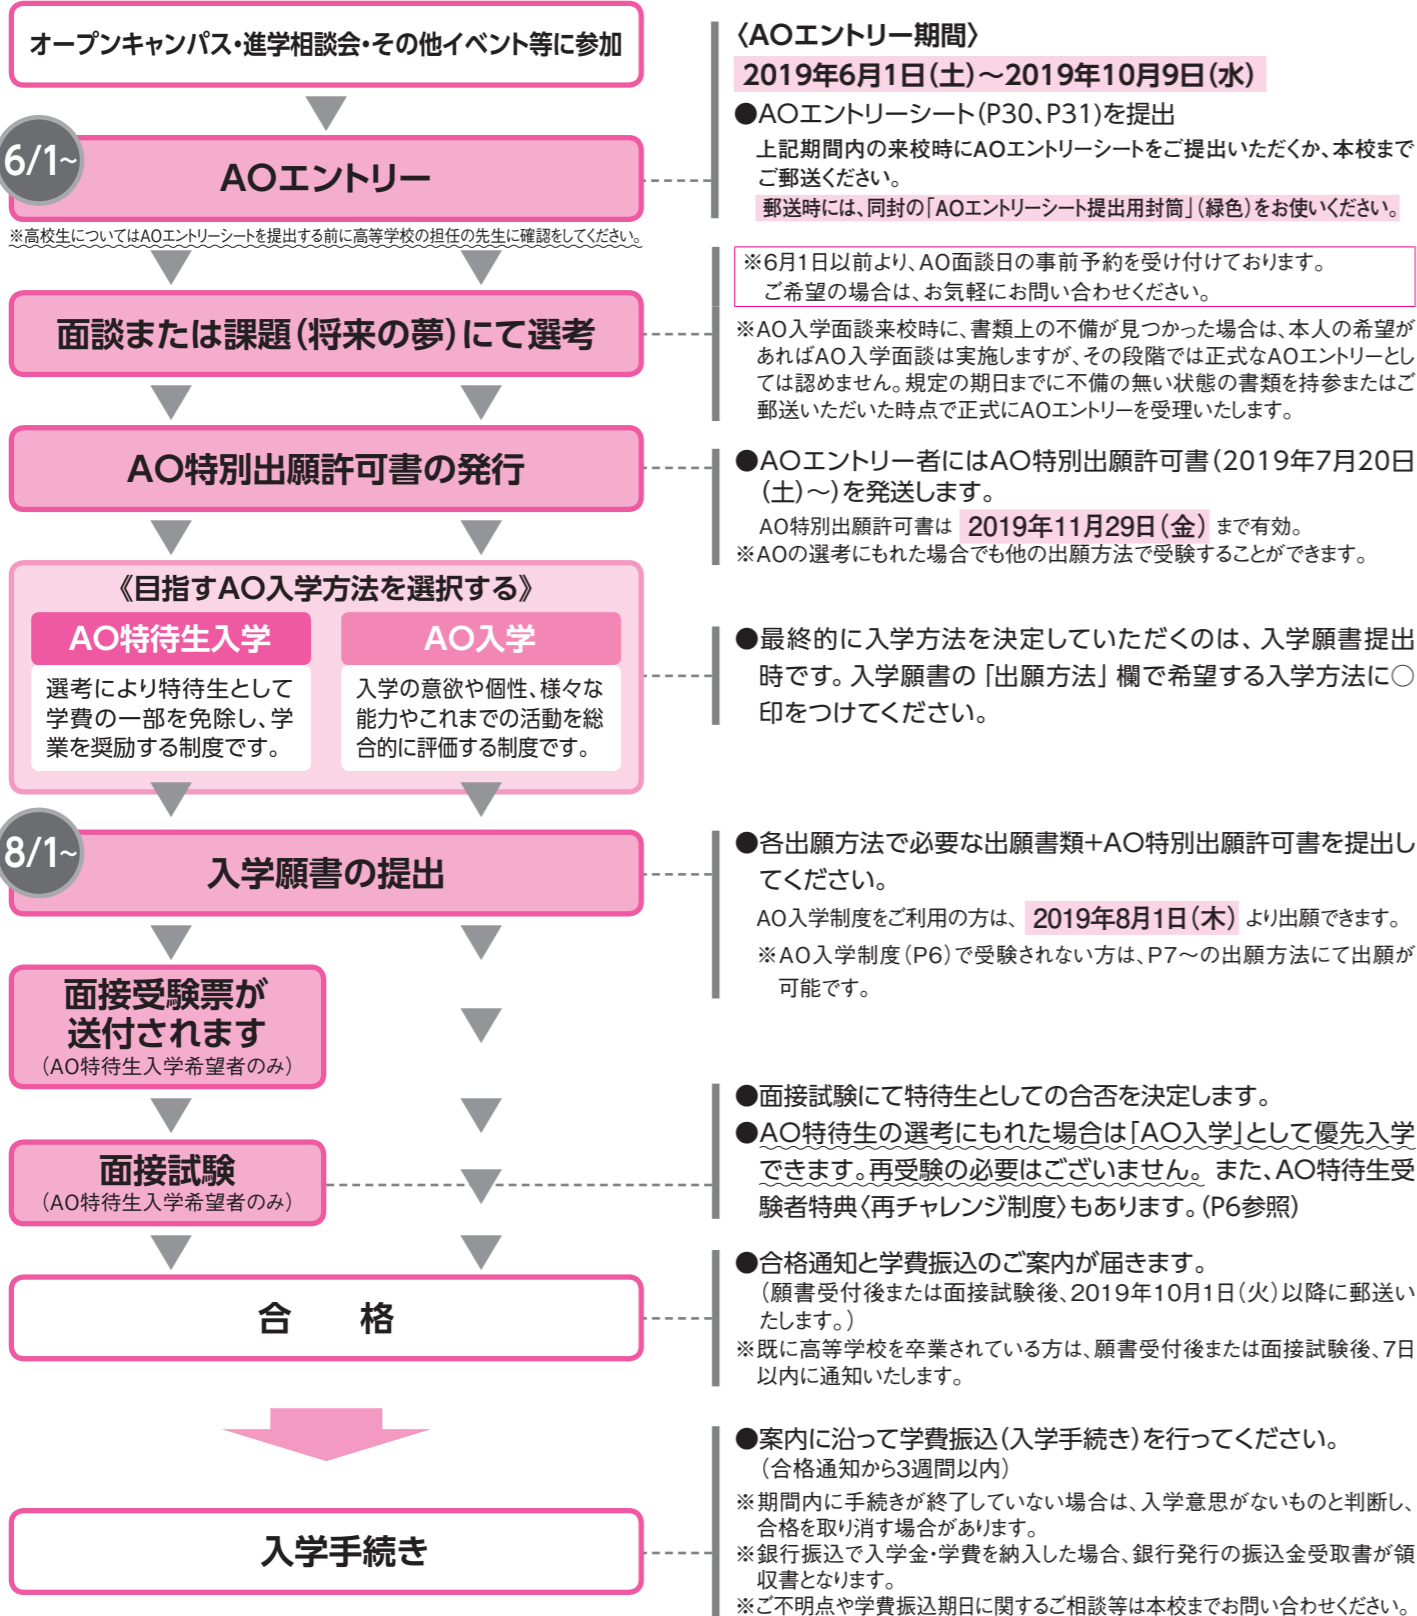 オープンキャンパス・進学相談会・その他イベント等に参加
6/1~
AOエントリー
※高校生についてはAOエントリーシートを提出する前に高等学校の担任の先生に確認をしてください。
面談または課題（将来の夢）にて選考
AO特別出願許可書の発行
《目指すAO入学方法を選択する》
AO特待生入学
選考により特待生として
学費の一部を免除し、学
業を奨励する制度です。
AO入学
入学の意欲や個性、様々な
能力やこれまでの活動を総
合的に評価する制度です。
8/1~
入学願書の提出
面接受験票が
送付されます
（AO特待生入学希望者のみ）
面接試験
（AO特待生入学希望者のみ）
合　格
入学手続き
〈AOエントリー期間〉
2019年6月1日（土）〜2019年10月9日（水）
●AOエントリーシート（P30、P31）を提出
上記期間内の来校時にAOエントリーシートをご提出いただくか、本校まで
ご郵送ください。
郵送時には、同封の「AOエントリーシート提出用封筒」（緑色）をお使いください。
※6月1日以前より、AO面談日の事前予約を受け付けております。
ご希望の場合は、お気軽にお問い合わせください。
※AO入学面談来校時に、書類上の不備が見つかった場合は、本人の希望が
あればAO入学面談は実施しますが、その段階では正式なAOエントリーとし
ては認めません。規定の期日までに不備の無い状態の書類を持参またはご
郵送いただいた時点で正式にAOエントリーを受理いたします。
●AOエントリー者にはAO特別出願許可書（2019年7月20日
（土）〜）を発送します。
AO特別出願許可書は 2019年11月29日（金） まで有効。
※AOの選考にもれた場合でも他の出願方法で受験することができます。
●最終的に入学方法を決定していただくのは、入学願書提出
時です。入学願書の「出願方法」欄で希望する入学方法に○
印をつけてください。
●各出願方法で必要な出願書類+AO特別出願許可書を提出し
てください。
AO入学制度をご利用の方は、 2019年8月1日（木） より出願できます。
※AO入学制度（P6）で受験されない方は、P7〜の出願方法にて出願が
可能です。
●面接試験にて特待生としての合否を決定します。
●AO特待生の選考にもれた場合は「AO入学」として優先入学
できます。再受験の必要はございません。また、AO特待生受
験者特典〈再チャレンジ制度〉もあります。（P6参照）
●合格通知と学費振込のご案内が届きます。
（願書受付後または面接試験後、2019年10月1日（火）以降に郵送い
たします。）
※既に高等学校を卒業されている方は、願書受付後または面接試験後、7日
以内に通知いたします。
●案内に沿って学費振込（入学手続き）を行ってください。
（合格通知から3週間以内）
※期間内に手続きが終了していない場合は、入学意思がないものと判断し、
合格を取り消す場合があります。
※銀行振込で入学金・学費を納入した場合、銀行発行の振込金受取書が領
収書となります。
※ご不明点や学費振込期日に関するご相談等は本校までお問い合わせください。